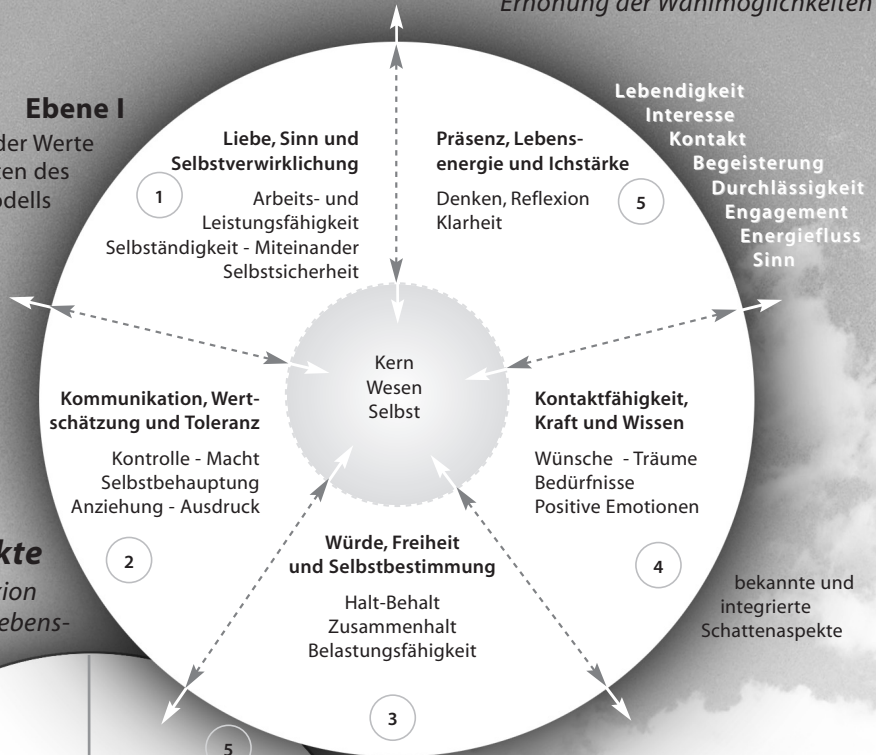 Erhöhung der Wahlmöglichkeiten
Ebene I
der Werte
ten des
odells
Lebendigkeit
Interesse
Kontakt
Begeisterung
Durchlässigkeit
Engagement
Energiefluss
Sinn
Liebe, Sinn und
Selbstverwirklichung
1
Arbeits- und
Leistungsfähigkeit
Selbständigkeit - Miteinander
Selbstsicherheit
Präsenz, Lebens-
energie und Ichstärke
Denken, Reflexion
Klarheit
5
Kern
Wesen
Selbst
Kommunikation, Wert-
schätzung und Toleranz
Kontrolle - Macht
Selbstbehauptung
Anziehung - Ausdruck
2
Kontaktfähigkeit,
Kraft und Wissen
Wünsche - Träume
Bedürfnisse
Positive Emotionen
4
Würde, Freiheit
und Selbstbestimmung
Halt-Behalt
Zusammenhalt
Belastungsfähigkeit
3
kte
xion
ebens-
bekannte und
integrierte
Schattenaspekte
5